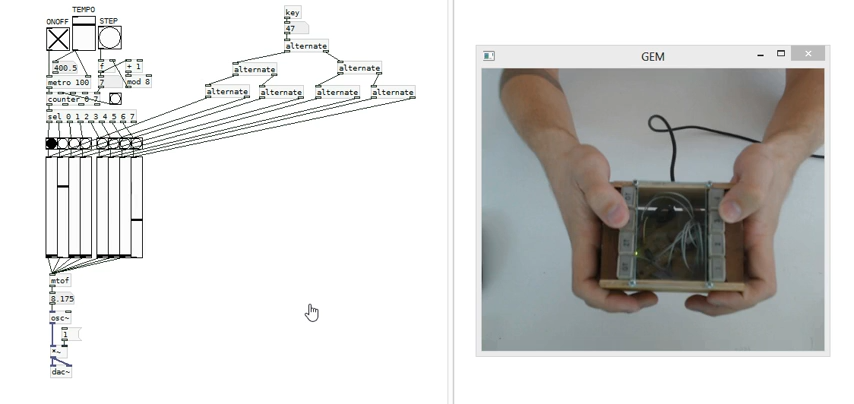 TEMPO
ONOFF
STEP
key
47
alternate
400.5
f
+ 1
alternate
alternate
metro 100
7
mod 8
counter 0 7
alternate
alternate
alternate
alternate
sel 0 1 2 3 4 5 6 7
mtof
8.175
osc~
1
*~
dac~
GEM